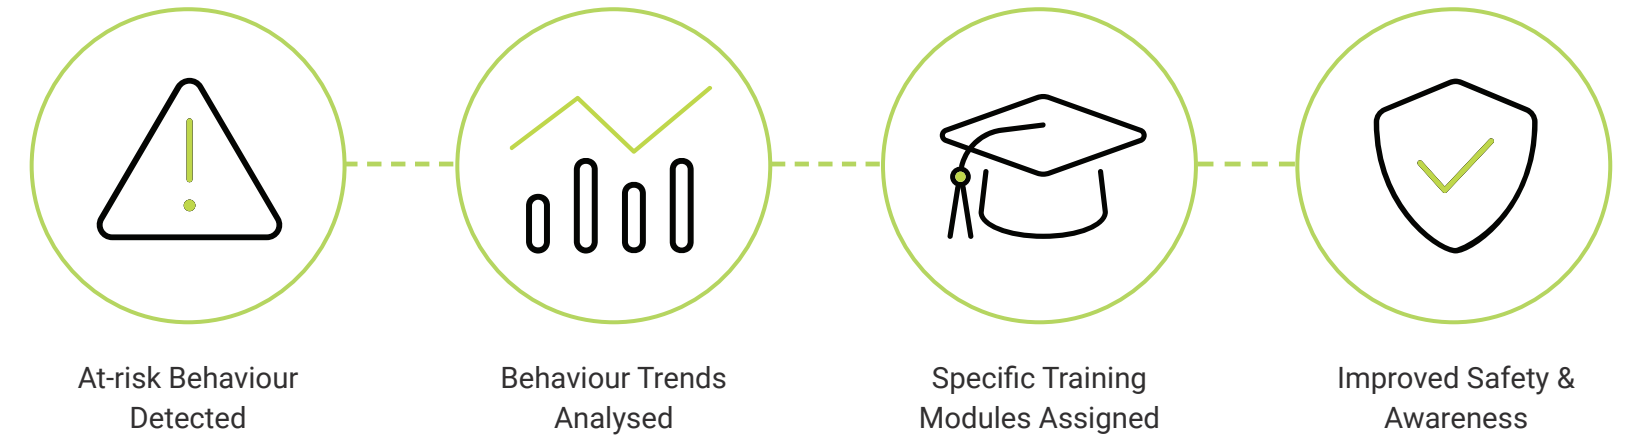 At-risk Behaviour
Detected
Behaviour Trends
Analysed
Specific Training
Modules Assigned
Improved Safety &
Awareness